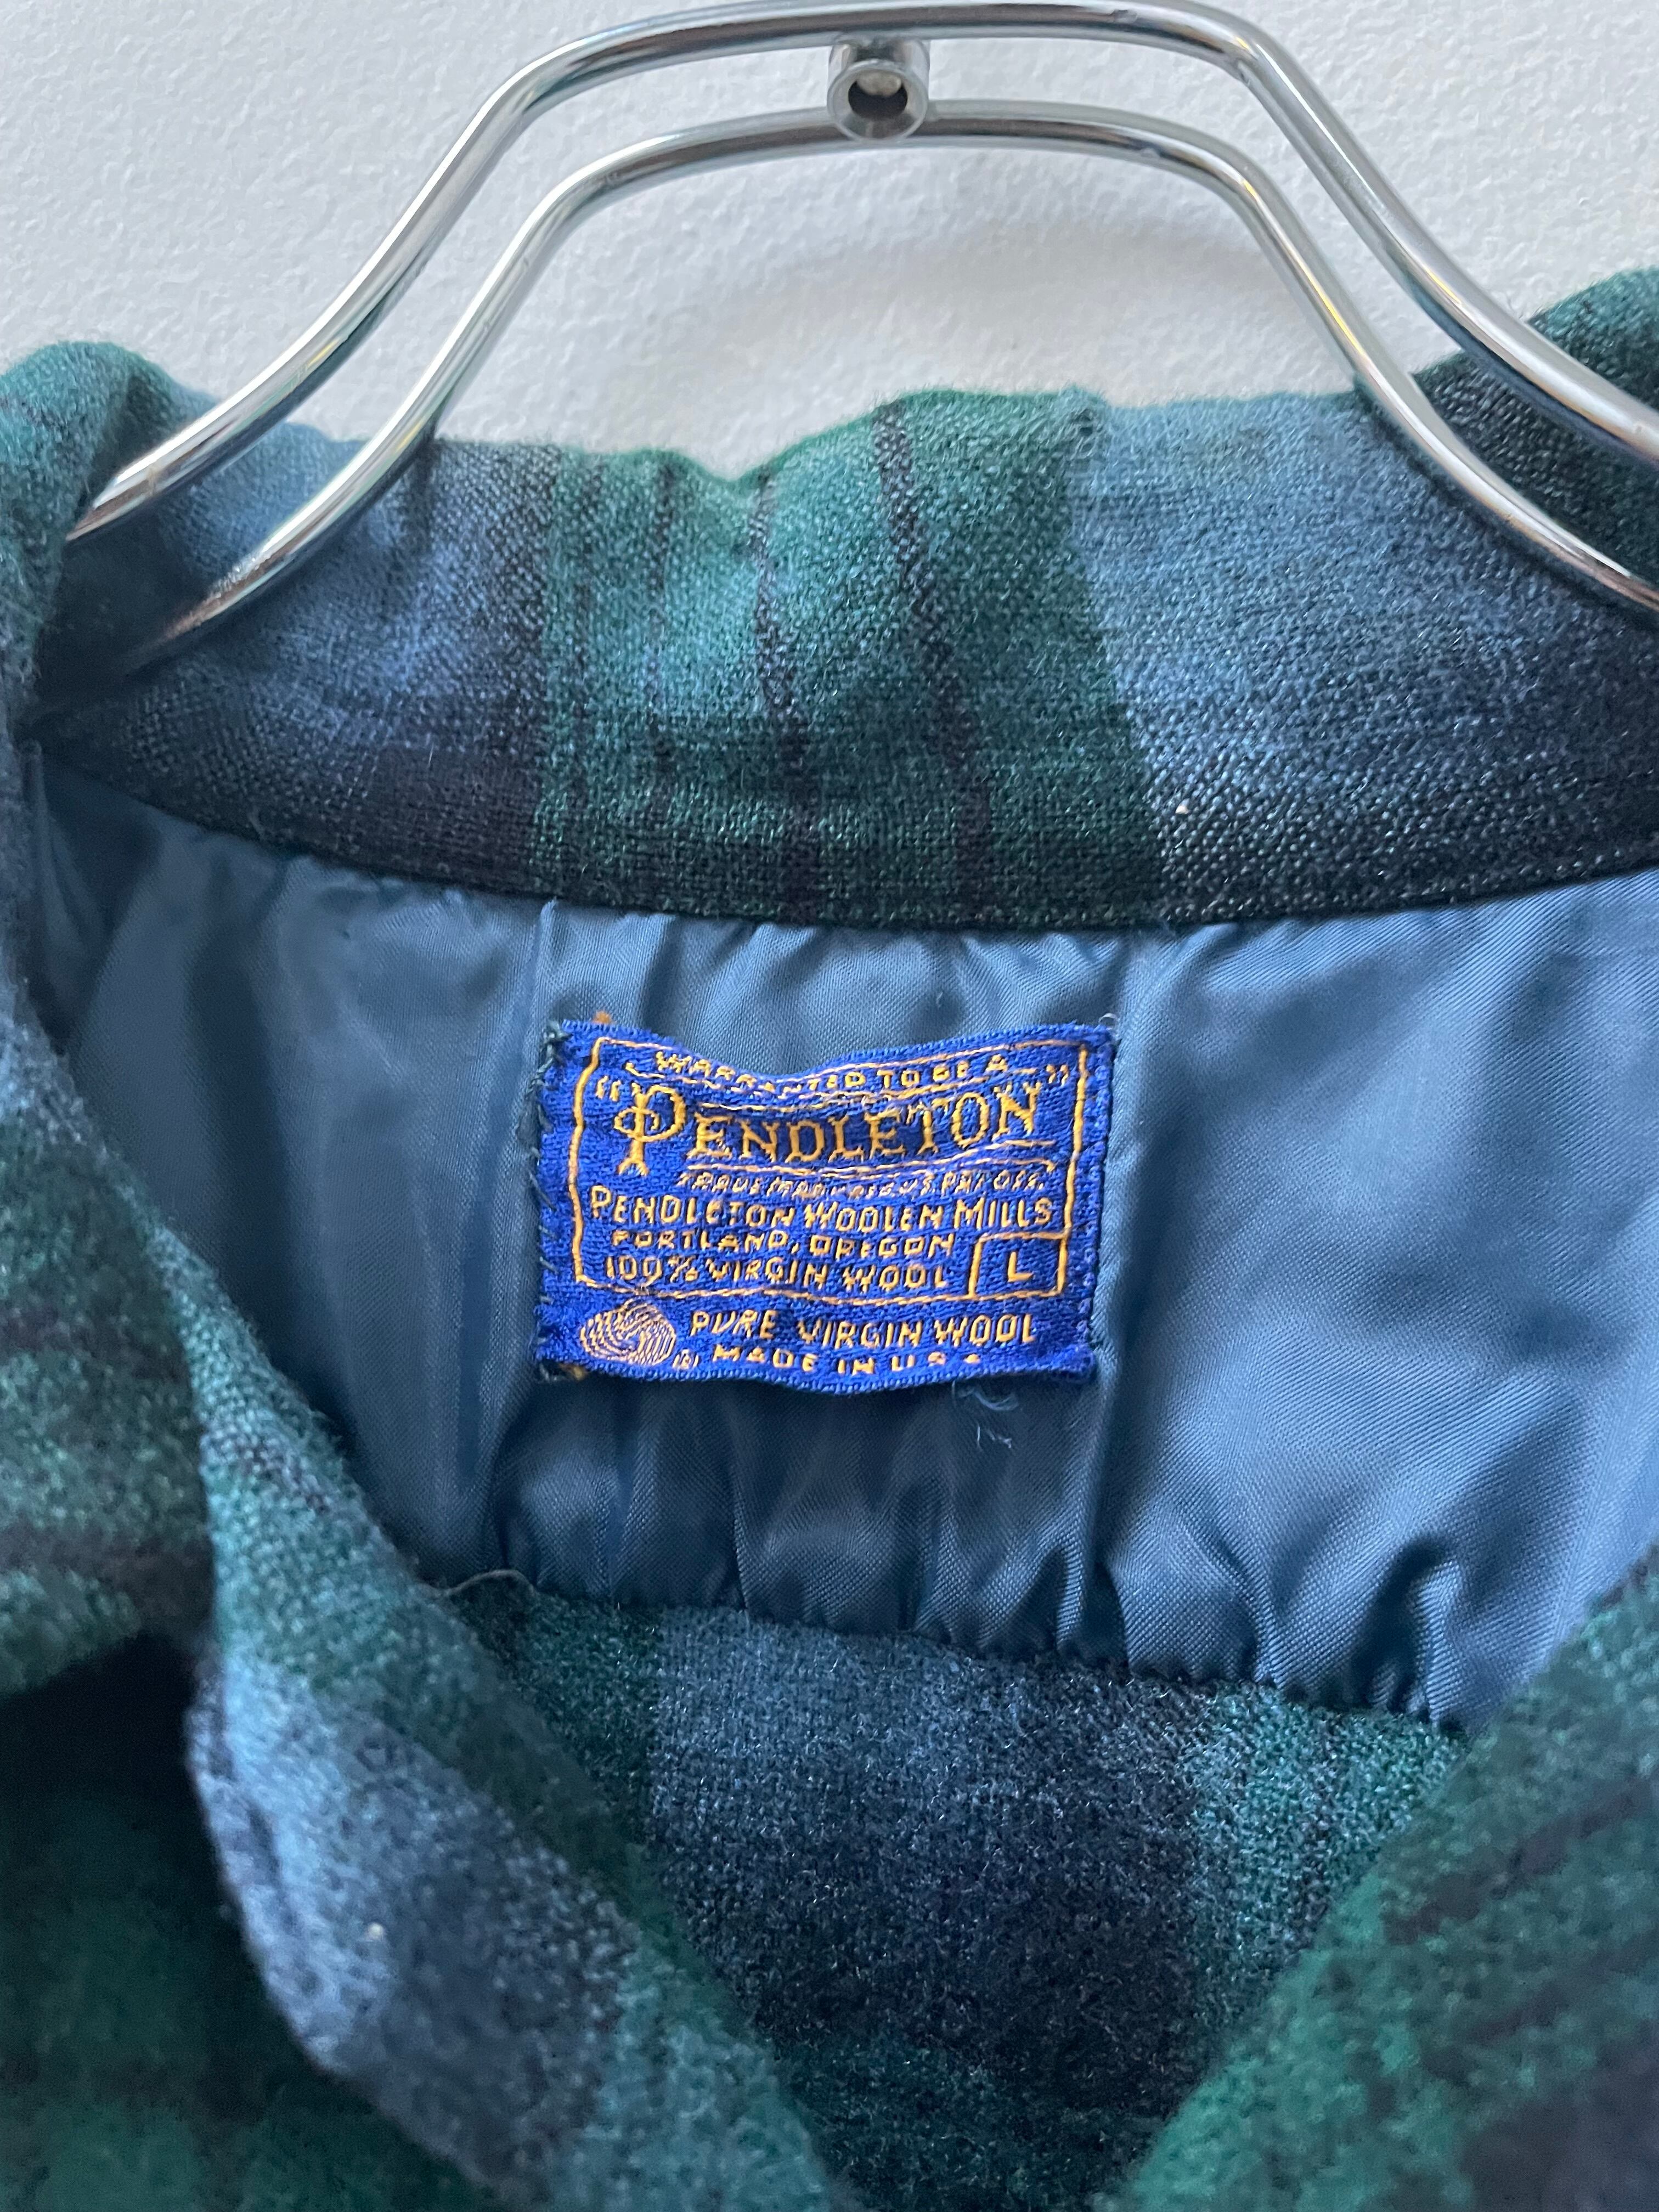 WARRANTED TO BE A
"PENDLETON"
TRADE MARK REG. U.S. PAT. OFF.
PENDLETON WOOLEN MILLS
PORTLAND, OREGON
100% VIRGIN WOOL L
PURE VIRGIN WOOL
® MADE IN U S A